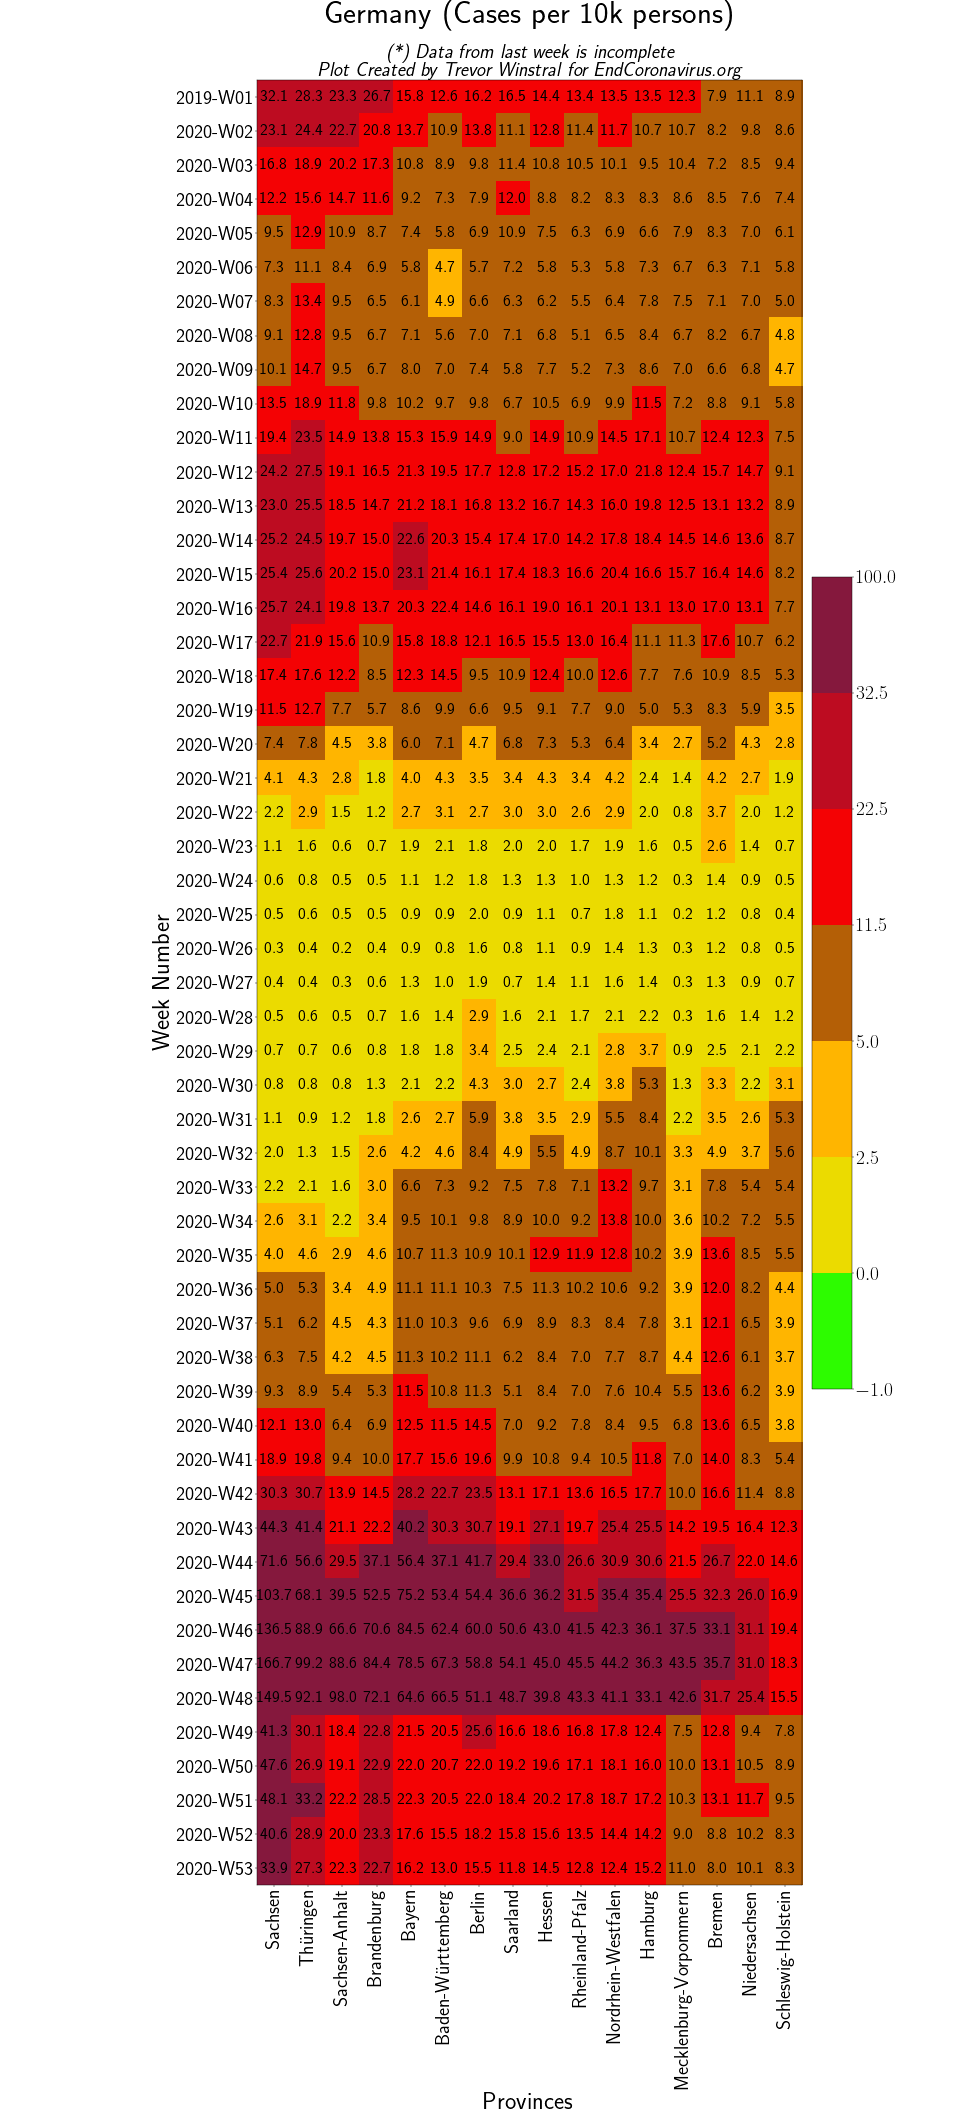 Germany (Cases per 10k persons)
(*) Data from last week is incomplete
Plot Created by Trevor Winstral for EndCoronavirus.org
2019-W01 32.1 28.3 23.3 26.7 15.8 12.6 16.2 16.5 14.4 13.4 13.5 13.5 12.3 7.9 11.1 8.9
2020-W02 23.1 24.4 22.7 20.8 13.7 10.9 13.8 11.1 12.8 11.4 11.7 10.7 10.7 8.2 9.8 8.6
2020-W03 16.8 18.9 20.2 17.3 10.8 8.9 9.8 11.4 10.8 10.5 10.1 9.5 10.4 7.2 8.5 9.4
2020-W04 12.2 15.6 14.7 11.6 9.2 7.3 7.9 12.0 8.8 8.2 8.3 8.3 8.6 8.5 7.6 7.4
2020-W05 9.5 12.9 10.9 8.7 7.4 5.8 6.9 10.9 7.5 6.3 6.9 6.6 7.9 8.3 7.0 6.1
2020-W06 7.3 11.1 8.4 6.9 5.8 4.7 5.7 7.2 5.8 5.3 5.8 7.3 6.7 6.3 7.1 5.8
2020-W07 8.3 13.4 9.5 6.5 6.1 4.9 6.6 6.3 6.2 5.5 6.4 7.8 7.5 7.1 7.0 5.0
2020-W08 9.1 12.8 9.5 6.7 7.1 5.6 7.0 7.1 6.8 5.1 6.5 8.4 6.7 8.2 6.7 4.8
2020-W09 10.1 14.7 9.5 6.7 8.0 7.0 7.4 5.8 7.7 5.2 7.3 8.6 7.0 6.6 6.8 4.7
2020-W10 13.5 18.9 11.8 9.8 10.2 9.7 9.8 6.7 10.5 6.9 9.9 11.5 7.2 8.8 9.1 5.8
2020-W11 19.4 23.5 14.9 13.8 15.3 15.9 14.9 9.0 14.9 10.9 14.5 17.1 10.7 12.4 12.3 7.5
2020-W12 24.2 27.5 19.1 16.5 21.3 19.5 17.7 12.8 17.2 15.2 17.0 21.8 12.4 15.7 14.7 9.1
2020-W13 23.0 25.5 18.5 14.7 21.2 18.1 16.8 13.2 16.7 14.3 16.0 19.8 12.5 13.1 13.2 8.9
2020-W14 25.2 24.5 19.7 15.0 22.6 20.3 15.4 17.4 17.0 14.2 17.8 18.4 14.5 14.6 13.6 8.7
2020-W15 25.4 25.6 20.2 15.0 23.1 21.4 16.1 17.4 18.3 16.6 20.4 16.6 15.7 16.4 14.6 8.2
2020-W16 25.7 24.1 19.8 13.7 20.3 22.4 14.6 16.1 19.0 16.1 20.1 13.1 13.0 17.0 13.1 7.7
2020-W17 22.7 21.9 15.6 10.9 15.8 18.8 12.1 16.5 15.5 13.0 16.4 11.1 11.3 17.6 10.7 6.2
2020-W18 17.4 17.6 12.2 8.5 12.3 14.5 9.5 10.9 12.4 10.0 12.6 7.7 7.6 10.9 8.5 5.3
2020-W19 11.5 12.7 7.7 5.7 8.6 9.9 6.6 9.5 9.1 7.7 9.0 5.0 5.3 8.3 5.9 3.5
2020-W20 7.4 7.8 4.5 3.8 6.0 7.1 4.7 6.8 7.3 5.3 6.4 3.4 2.7 5.2 4.3 2.8
2020-W21 4.1 4.3 2.8 1.8 4.0 4.3 3.5 3.4 4.3 3.4 4.2 2.4 1.4 4.2 2.7 1.9
2020-W22 2.2 2.9 1.5 1.2 2.7 3.1 2.7 3.0 3.0 2.6 2.9 2.0 0.8 3.7 2.0 1.2
2020-W23 1.1 1.6 0.6 0.7 1.9 2.1 1.8 2.0 2.0 1.7 1.9 1.6 0.5 2.6 1.4 0.7
2020-W24 0.6 0.8 0.5 0.5 1.1 1.2 1.8 1.3 1.3 1.0 1.3 1.2 0.3 1.4 0.9 0.5
2020-W25 0.5 0.6 0.5 0.5 0.9 0.9 2.0 0.9 1.1 0.7 1.8 1.1 0.2 1.2 0.8 0.4
2020-W26 0.3 0.4 0.2 0.4 0.9 0.8 1.6 0.8 1.1 0.9 1.4 1.3 0.3 1.2 0.8 0.5
2020-W27 0.4 0.4 0.3 0.6 1.3 1.0 1.9 0.7 1.4 1.1 1.6 1.4 0.3 1.3 0.9 0.7
2020-W28 0.5 0.6 0.5 0.7 1.6 1.4 2.9 1.6 2.1 1.7 2.1 2.2 0.3 1.6 1.4 1.2
2020-W29 0.7 0.7 0.6 0.8 1.8 1.8 3.4 2.5 2.4 2.1 2.8 3.7 0.9 2.5 2.1 2.2
2020-W30 0.8 0.8 0.8 1.3 2.1 2.2 4.3 3.0 2.7 2.4 3.8 5.3 1.3 3.3 2.2 3.1
2020-W31 1.1 0.9 1.2 1.8 2.6 2.7 5.9 3.8 3.5 2.9 5.5 8.4 2.2 3.5 2.6 5.3
2020-W32 2.0 1.3 1.5 2.6 4.2 4.6 8.4 4.9 5.5 4.9 8.7 10.1 3.3 4.9 3.7 5.6
2020-W33 2.2 2.1 1.6 3.0 6.6 7.3 9.2 7.5 7.8 7.1 13.2 9.7 3.1 7.8 5.4 5.4
2020-W34 2.6 3.1 2.2 3.4 9.5 10.1 9.8 8.9 10.0 9.2 13.8 10.0 3.6 10.2 7.2 5.5
2020-W35 4.0 4.6 2.9 4.6 10.7 11.3 10.9 10.1 12.9 11.9 12.8 10.2 3.9 13.6 8.5 5.5
2020-W36 5.0 5.3 3.4 4.9 11.1 11.1 10.3 7.5 11.3 10.2 10.6 9.2 3.9 12.0 8.2 4.4
2020-W37 5.1 6.2 4.5 4.3 11.0 10.3 9.6 6.9 8.9 8.3 8.4 7.8 3.1 12.1 6.5 3.9
2020-W38 6.3 7.5 4.2 4.5 11.3 10.2 11.1 6.2 8.4 7.0 7.7 8.7 4.4 12.6 6.1 3.7
2020-W39 9.3 8.9 5.4 5.3 11.5 10.8 11.3 5.1 8.4 7.0 7.6 10.4 5.5 13.6 6.2 3.9
2020-W40 12.1 13.0 6.4 6.9 12.5 11.5 14.5 7.0 9.2 7.8 8.4 9.5 6.8 13.6 6.5 3.8
2020-W41 18.9 19.8 9.4 10.0 17.7 15.6 19.6 9.9 10.8 9.4 10.5 11.8 7.0 14.0 8.3 5.4
2020-W42 30.3 30.7 13.9 14.5 28.2 22.7 23.5 13.1 17.1 13.6 16.5 17.7 10.0 16.6 11.4 8.8
2020-W43 44.3 41.4 21.1 22.2 40.2 30.3 30.7 19.1 27.1 19.7 25.4 25.5 14.2 19.5 16.4 12.3
2020-W44 71.6 56.6 29.5 37.1 56.4 37.1 41.7 29.4 33.0 26.6 30.9 30.6 21.5 26.7 22.0 14.6
2020-W45 103.7 68.1 39.5 52.5 75.2 53.4 54.4 36.6 36.2 31.5 35.4 35.4 25.5 32.3 26.0 16.9
2020-W46 136.5 88.9 66.6 70.6 84.5 62.4 60.0 50.6 43.0 41.5 42.3 36.1 37.5 33.1 31.1 19.4
2020-W47 166.7 99.2 88.6 84.4 78.5 67.3 58.8 54.1 45.0 45.5 44.2 36.3 43.5 35.7 31.0 18.3
2020-W48 149.5 92.1 98.0 72.1 64.6 66.5 51.1 48.7 39.8 43.3 41.1 33.1 42.6 31.7 25.4 15.5
2020-W49 41.3 30.1 18.4 22.8 21.5 20.5 25.6 16.6 18.6 16.8 17.8 12.4 7.5 12.8 9.4 7.8
2020-W50 47.6 26.9 19.1 22.9 22.0 20.7 22.0 19.2 19.6 17.1 18.1 16.0 10.0 13.1 10.5 8.9
2020-W51 48.1 33.2 22.2 28.5 22.3 20.5 22.0 18.4 20.2 17.8 18.7 17.2 10.3 13.1 11.7 9.5
2020-W52 40.6 28.9 20.0 23.3 17.6 15.5 18.2 15.8 15.6 13.5 14.4 14.2 9.0 8.8 10.2 8.3
2020-W53 33.9 27.3 22.3 22.7 16.2 13.0 15.5 11.8 14.5 12.8 12.4 15.2 11.0 8.0 10.1 8.3
Week Number
Sachsen
Thüringen
Sachsen-Anhalt
Brandenburg
Bayern
Baden-Württemberg
Berlin
Saarland
Hessen
Rheinland-Pfalz
Nordrhein-Westfalen
Hamburg
Mecklenburg-Vorpommern
Bremen
Niedersachsen
Schleswig-Holstein
Provinces
100.0
32.5
22.5
11.5
5.0
2.5
0.0
−1.0